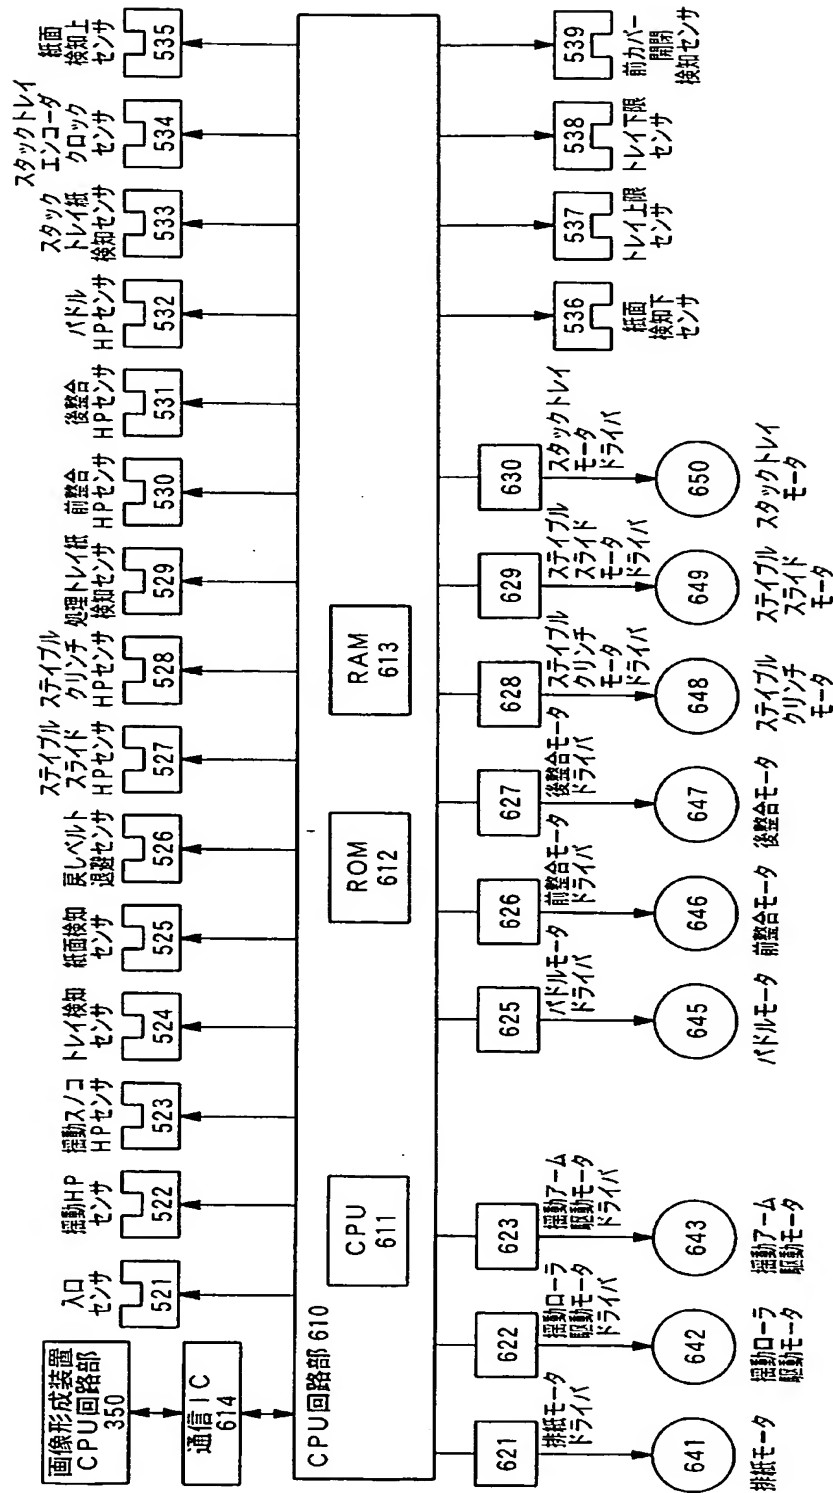 画像形成装置
CPU回路部
350
通信IC
614
CPU回路部 610
CPU
611
ROM
612
RAM
613
入口
センサ
521
揺動HP
センサ
522
揺動スノコ
HPセンサ
523
トレイ検知
センサ
524
紙面検知
センサ
525
戻しベルト
退避センサ
526
ステイプル
スライド
HPセンサ
527
ステイプル
クリンチ
HPセンサ
528
処理トレイ紙
検知センサ
529
前整合
HPセンサ
530
後整合
HPセンサ
531
パドル
HPセンサ
532
スタック
トレイ紙
検知センサ
533
スタックトレイ
エンコーダ
クロック
センサ
534
紙面
検知上
センサ
535
621
排紙モータ
ドライバ
641
排紙モータ
622
揺動ローラ
駆動モータ
ドライバ
642
揺動ローラ
駆動モータ
623
揺動アーム
駆動モータ
ドライバ
643
揺動アーム
駆動モータ
625
パドルモータ
ドライバ
645
パドルモータ
626
前整合モータ
ドライバ
646
前整合モータ
627
後整合モータ
ドライバ
647
後整合モータ
628
ステイプル
クリンチ
モータ
ドライバ
648
ステイプル
クリンチ
モータ
629
ステイプル
スライド
モータ
ドライバ
649
ステイプル
スライド
モータ
630
スタックトレイ
モータ
ドライバ
650
スタックトレイ
モータ
536
紙面
検知下
センサ
537
トレイ上限
センサ
538
トレイ下限
センサ
539
前カバー
開閉
検知センサ